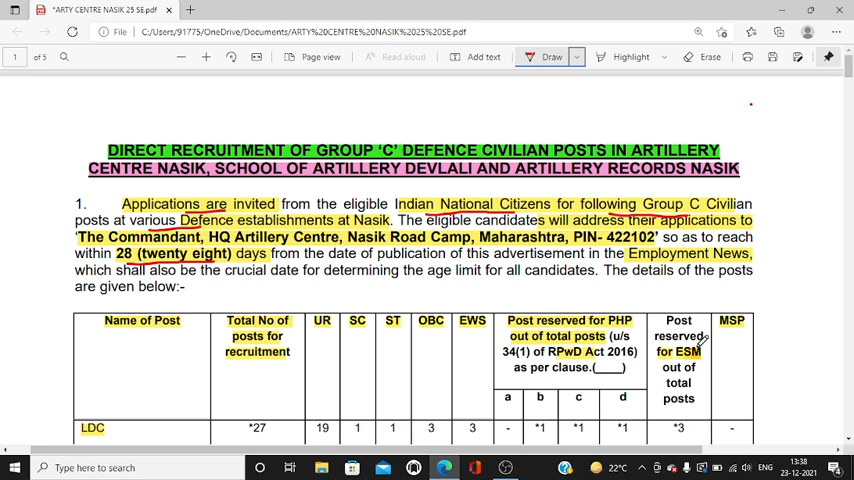 *ARTY CENTRE NASIK 25 SE.pdf
File | C:/Users/91775/OneDrive/Documents/ARTY%20CENTRE%20NASIK%2025%20SE.pdf
1 of 5 Page view Read aloud Add text Draw Highlight Erase
DIRECT RECRUITMENT OF GROUP ‘C’ DEFENCE CIVILIAN POSTS IN ARTILLERY
CENTRE NASIK, SCHOOL OF ARTILLERY DEVLALI AND ARTILLERY RECORDS NASIK
1. Applications are invited from the eligible Indian National Citizens for following Group C Civilian
posts at various Defence establishments at Nasik. The eligible candidates will address their applications to
‘The Commandant, HQ Artillery Centre, Nasik Road Camp, Maharashtra, PIN- 422102’ so as to reach
within 28 (twenty eight) days from the date of publication of this advertisement in the Employment News,
which shall also be the crucial date for determining the age limit for all candidates. The details of the posts
are given below:-
Name of Post
Total No of
posts for
recruitment
UR
SC
ST
OBC
EWS
Post reserved for PHP
out of total posts (u/s
34(1) of RPwD Act 2016)
as per clause.(____)
a b c d
Post
reserved
for ESM
out of
total
posts
MSP
LDC *27 19 1 1 3 3 - *1 *1 *1 *3 -
Type here to search
22°C
ENG
13:38
23-12-2021
4